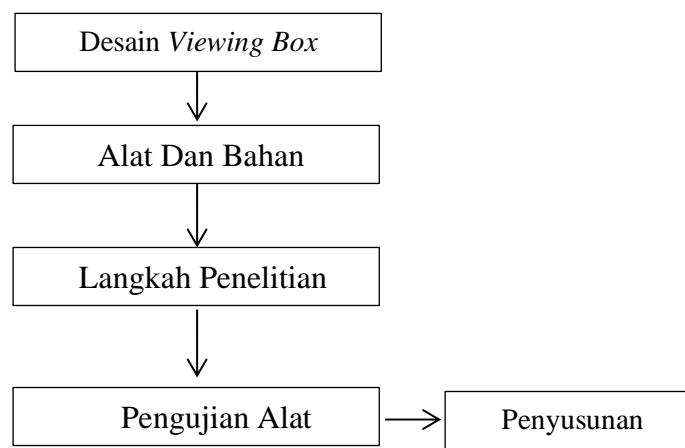 Desain Viewing Box
Alat Dan Bahan
Langkah Penelitian
Pengujian Alat
Penyusunan